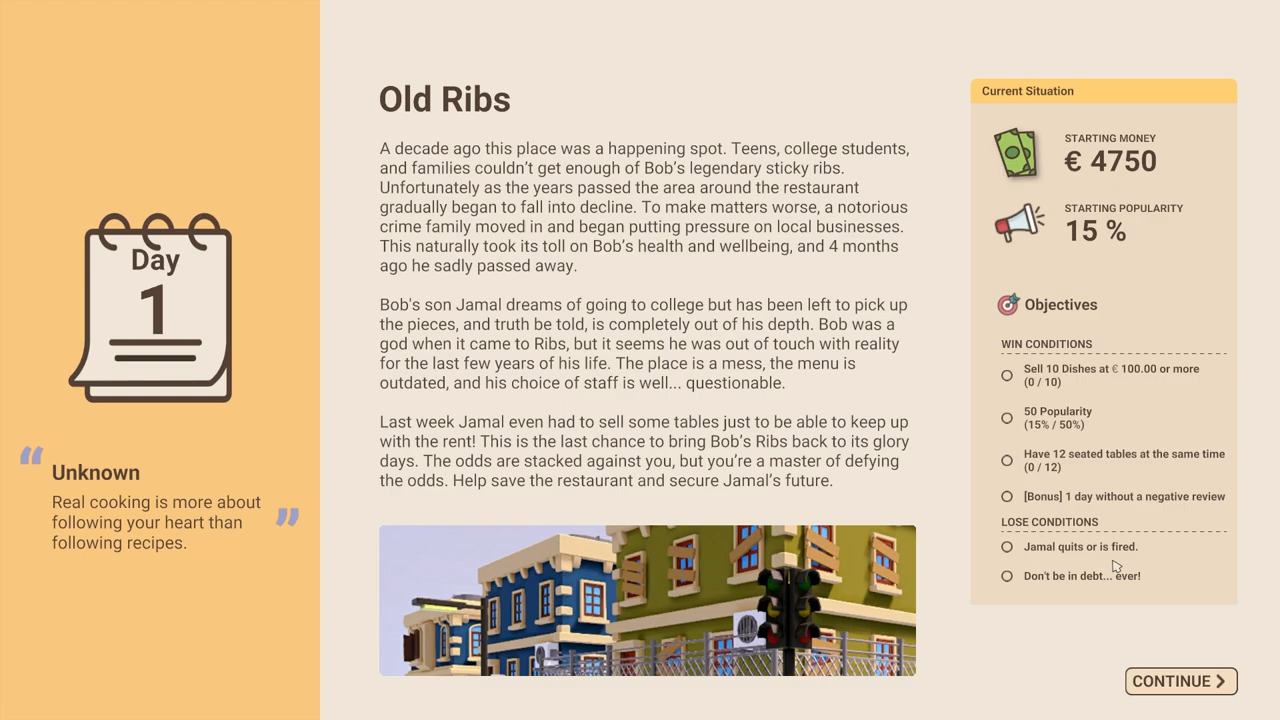 Day
1
“
Unknown
Real cooking is more about
following your heart than
following recipes.
”
Old Ribs
A decade ago this place was a happening spot. Teens, college students,
and families couldn’t get enough of Bob’s legendary sticky ribs.
Unfortunately as the years passed the area around the restaurant
gradually began to fall into decline. To make matters worse, a notorious
crime family moved in and began putting pressure on local businesses.
This naturally took its toll on Bob’s health and wellbeing, and 4 months
ago he sadly passed away.
Bob's son Jamal dreams of going to college but has been left to pick up
the pieces, and truth be told, is completely out of his depth. Bob was a
god when it came to Ribs, but it seems he was out of touch with reality
for the last few years of his life. The place is a mess, the menu is
outdated, and his choice of staff is well... questionable.
Last week Jamal even had to sell some tables just to be able to keep up
with the rent! This is the last chance to bring Bob’s Ribs back to its glory
days. The odds are stacked against you, but you’re a master of defying
the odds. Help save the restaurant and secure Jamal’s future.
Current Situation
STARTING MONEY
€ 4750
STARTING POPULARITY
15 %
Objectives
WIN CONDITIONS
Sell 10 Dishes at € 100.00 or more
(0 / 10)
50 Popularity
(15% / 50%)
Have 12 seated tables at the same time
(0 / 12)
[Bonus] 1 day without a negative review
LOSE CONDITIONS
Jamal quits or is fired.
Don't be in debt... ever!
CONTINUE